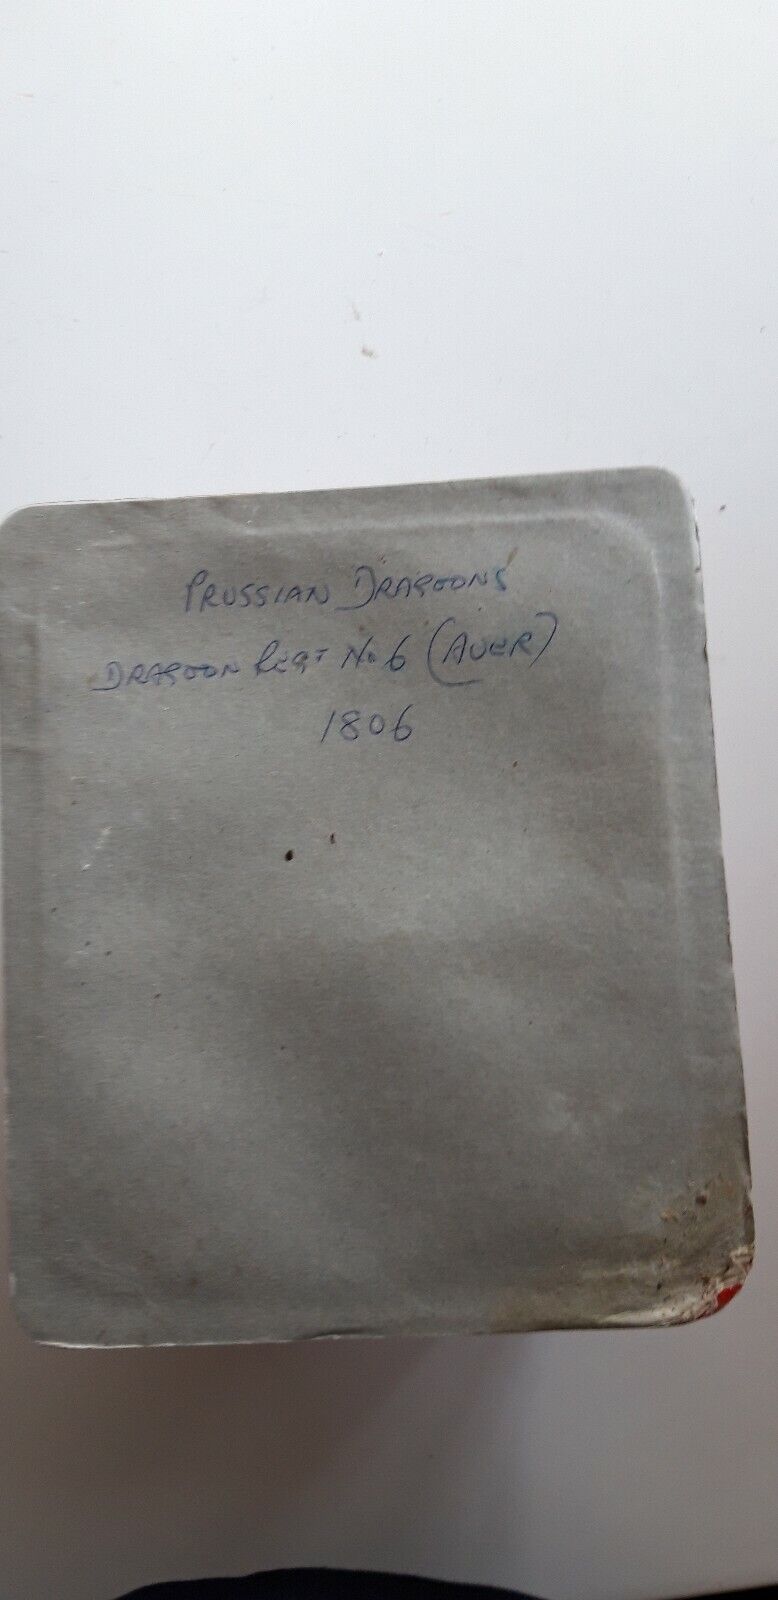 PRUSSIAN DRAGOONS
DRAGOON REGT No 6 (AUER)
1806